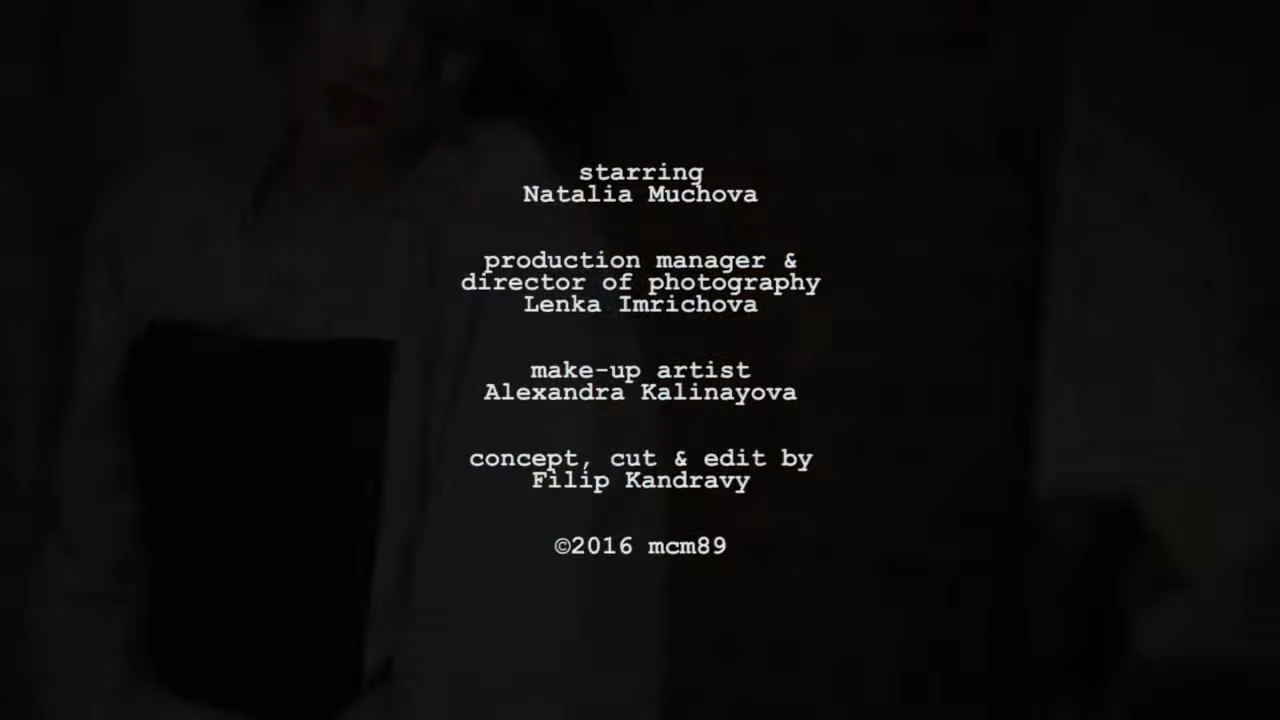 starring
Natalia Muchova
production manager &
director of photography
Lenka Imrichova
make-up artist
Alexandra Kalinayova
concept, cut & edit by
Filip Kandravy
©2016 mcm89